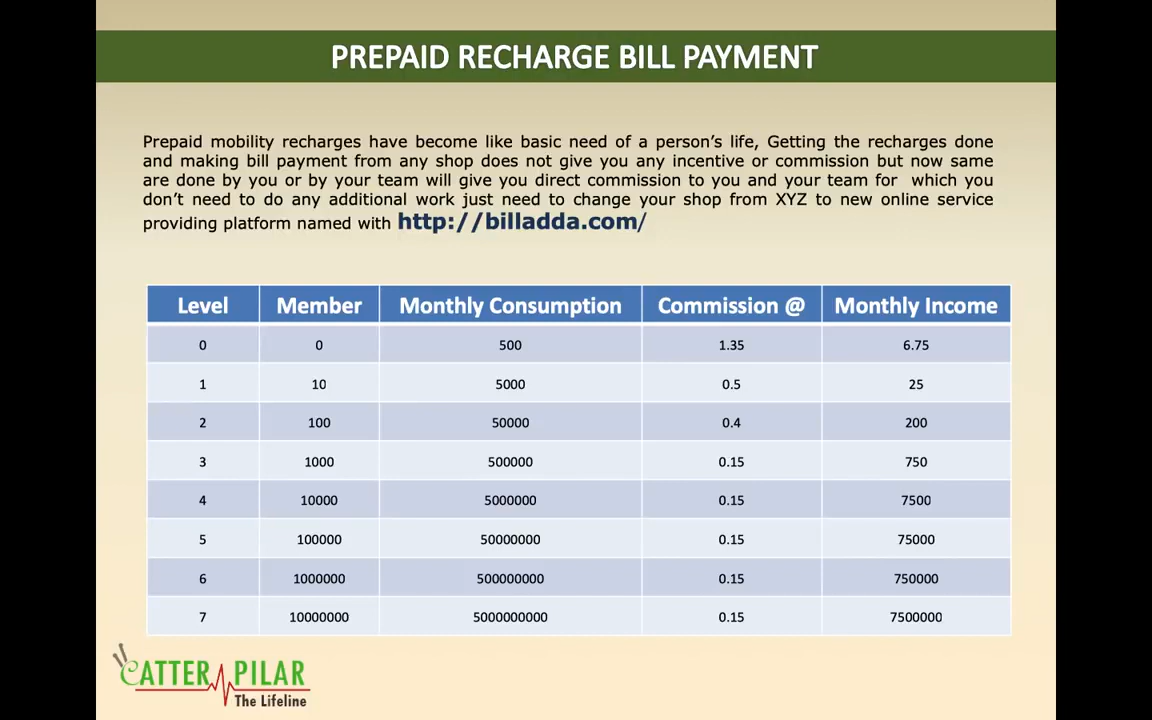 PREPAID RECHARGE BILL PAYMENT
Prepaid mobility recharges have become like basic need of a person's life, Getting the recharges done
and making bill payment from any shop does not give you any incentive or commission but now same
are done by you or by your team will give you direct commission to you and your team for which you
don't need to do any additional work just need to change your shop from XYZ to new online service
providing platform named with http://billadda.com/
Level Member Monthly Consumption Commission @ Monthly Income
0 0 500 1.35 6.75
1 10 5000 0.5 25
2 100 50000 0.4 200
3 1000 500000 0.15 750
4 10000 5000000 0.15 7500
5 100000 50000000 0.15 75000
6 1000000 500000000 0.15 750000
7 10000000 5000000000 0.15 7500000
CATTER PILAR
The Lifeline